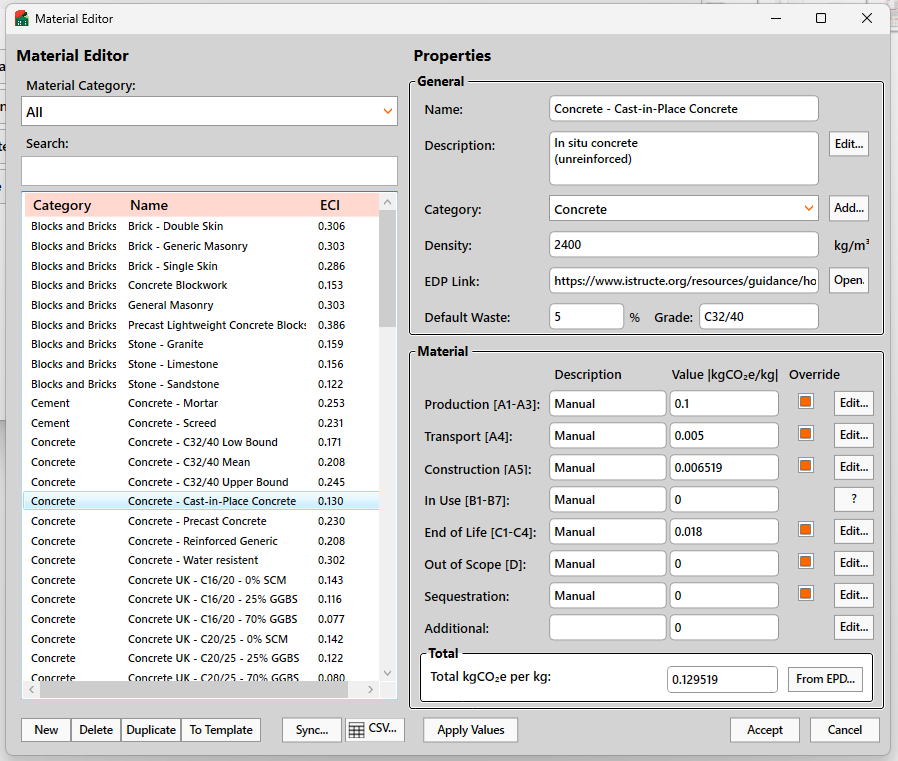 Material Editor
Material Editor
Material Category:
All
Search:
Category Name ECI
Blocks and Bricks Brick - Double Skin 0.306
Blocks and Bricks Brick - Generic Masonry 0.303
Blocks and Bricks Brick - Single Skin 0.286
Blocks and Bricks Concrete Blockwork 0.153
Blocks and Bricks General Masonry 0.303
Blocks and Bricks Precast Lightweight Concrete Blocks 0.386
Blocks and Bricks Stone - Granite 0.159
Blocks and Bricks Stone - Limestone 0.156
Blocks and Bricks Stone - Sandstone 0.122
Cement Concrete - Mortar 0.253
Cement Concrete - Screed 0.231
Concrete Concrete - C32/40 Low Bound 0.171
Concrete Concrete - C32/40 Mean 0.208
Concrete Concrete - C32/40 Upper Bound 0.245
Concrete Concrete - Cast-in-Place Concrete 0.130
Concrete Concrete - Precast Concrete 0.230
Concrete Concrete - Reinforced Generic 0.208
Concrete Concrete - Water resistent 0.302
Concrete Concrete UK - C16/20 - 0% SCM 0.143
Concrete Concrete UK - C16/20 - 25% GGBS 0.116
Concrete Concrete UK - C16/20 - 70% GGBS 0.077
Concrete Concrete UK - C20/25 - 0% SCM 0.142
Concrete Concrete UK - C20/25 - 25% GGBS 0.122
Concrete Concrete UK - C20/25 - 70% GGBS 0.080
New Delete Duplicate To Template Sync... CSV...
Properties
General
Name: Concrete - Cast-in-Place Concrete
Description: In situ concrete
(unreinforced)
Edit...
Category: Concrete Add...
Density: 2400 kg/m³
EDP Link: https://www.istructe.org/resources/guidance/ho Open.
Default Waste: 5 % Grade: C32/40
Material
Description Value |kgCO₂e/kg| Override
Production [A1-A3]: Manual 0.1 Edit...
Transport [A4]: Manual 0.005 Edit...
Construction [A5]: Manual 0.006519 Edit...
In Use [B1-B7]: Manual 0 ?
End of Life [C1-C4]: Manual 0.018 Edit...
Out of Scope [D]: Manual 0 Edit...
Sequestration: Manual 0 Edit...
Additional: 0 Edit...
Total
Total kgCO₂e per kg: 0.129519 From EPD...
Apply Values Accept Cancel